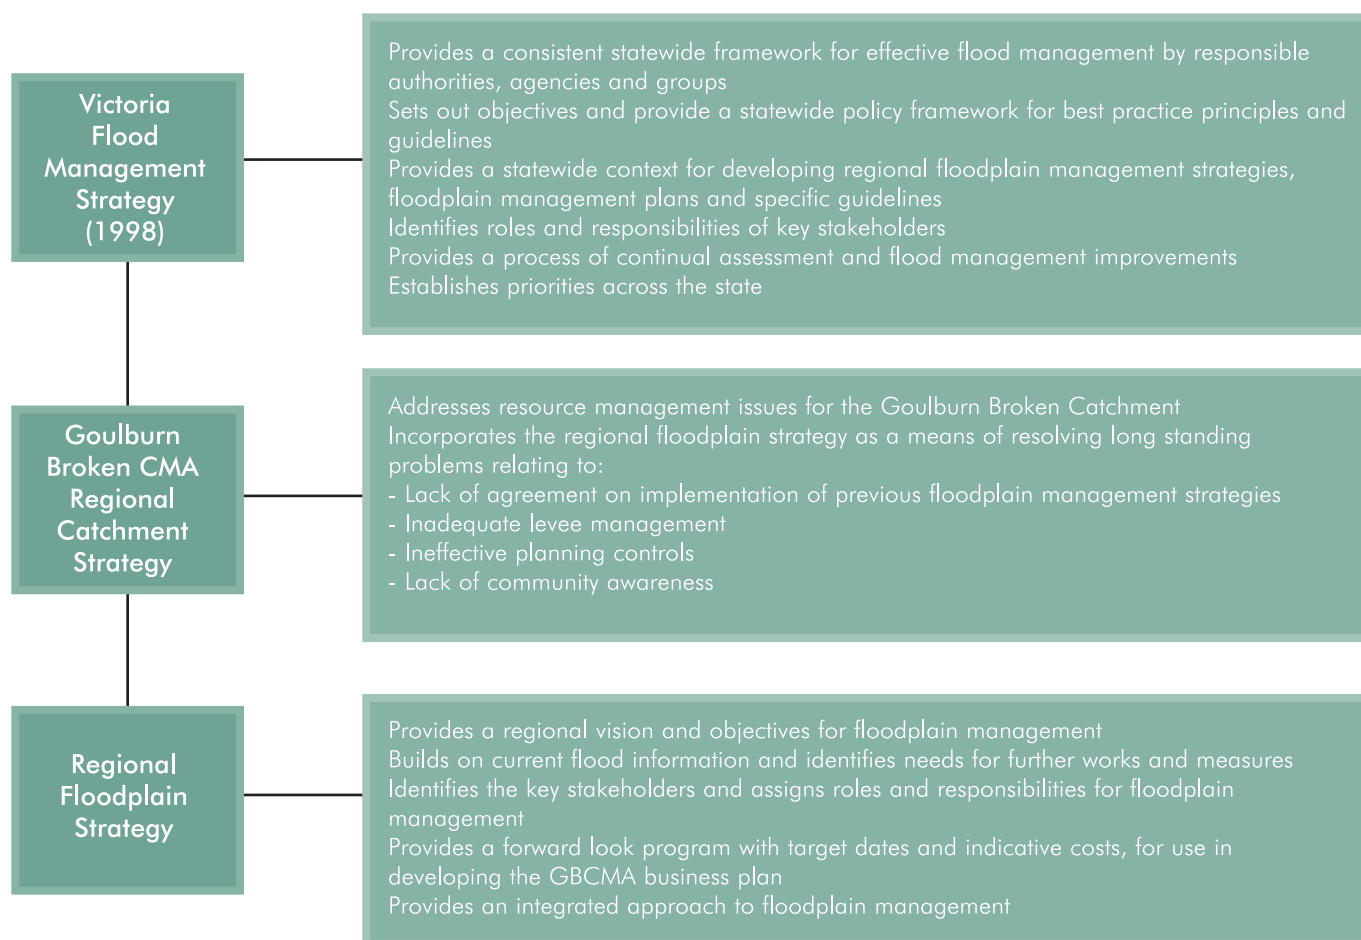 Victoria
Flood
Management
Strategy
(1998)
Provides a consistent statewide framework for effective flood management by responsible
authorities, agencies and groups
Sets out objectives and provide a statewide policy framework for best practice principles and
guidelines
Provides a statewide context for developing regional floodplain management strategies,
floodplain management plans and specific guidelines
Identifies roles and responsibilities of key stakeholders
Provides a process of continual assessment and flood management improvements
Establishes priorities across the state
Goulburn
Broken CMA
Regional
Catchment
Strategy
Addresses resource management issues for the Goulburn Broken Catchment
Incorporates the regional floodplain strategy as a means of resolving long standing
problems relating to:
- Lack of agreement on implementation of previous floodplain management strategies
- Inadequate levee management
- Ineffective planning controls
- Lack of community awareness
Regional
Floodplain
Strategy
Provides a regional vision and objectives for floodplain management
Builds on current flood information and identifies needs for further works and measures
Identifies the key stakeholders and assigns roles and responsibilities for floodplain
management
Provides a forward look program with target dates and indicative costs, for use in
developing the GBCMA business plan
Provides an integrated approach to floodplain management